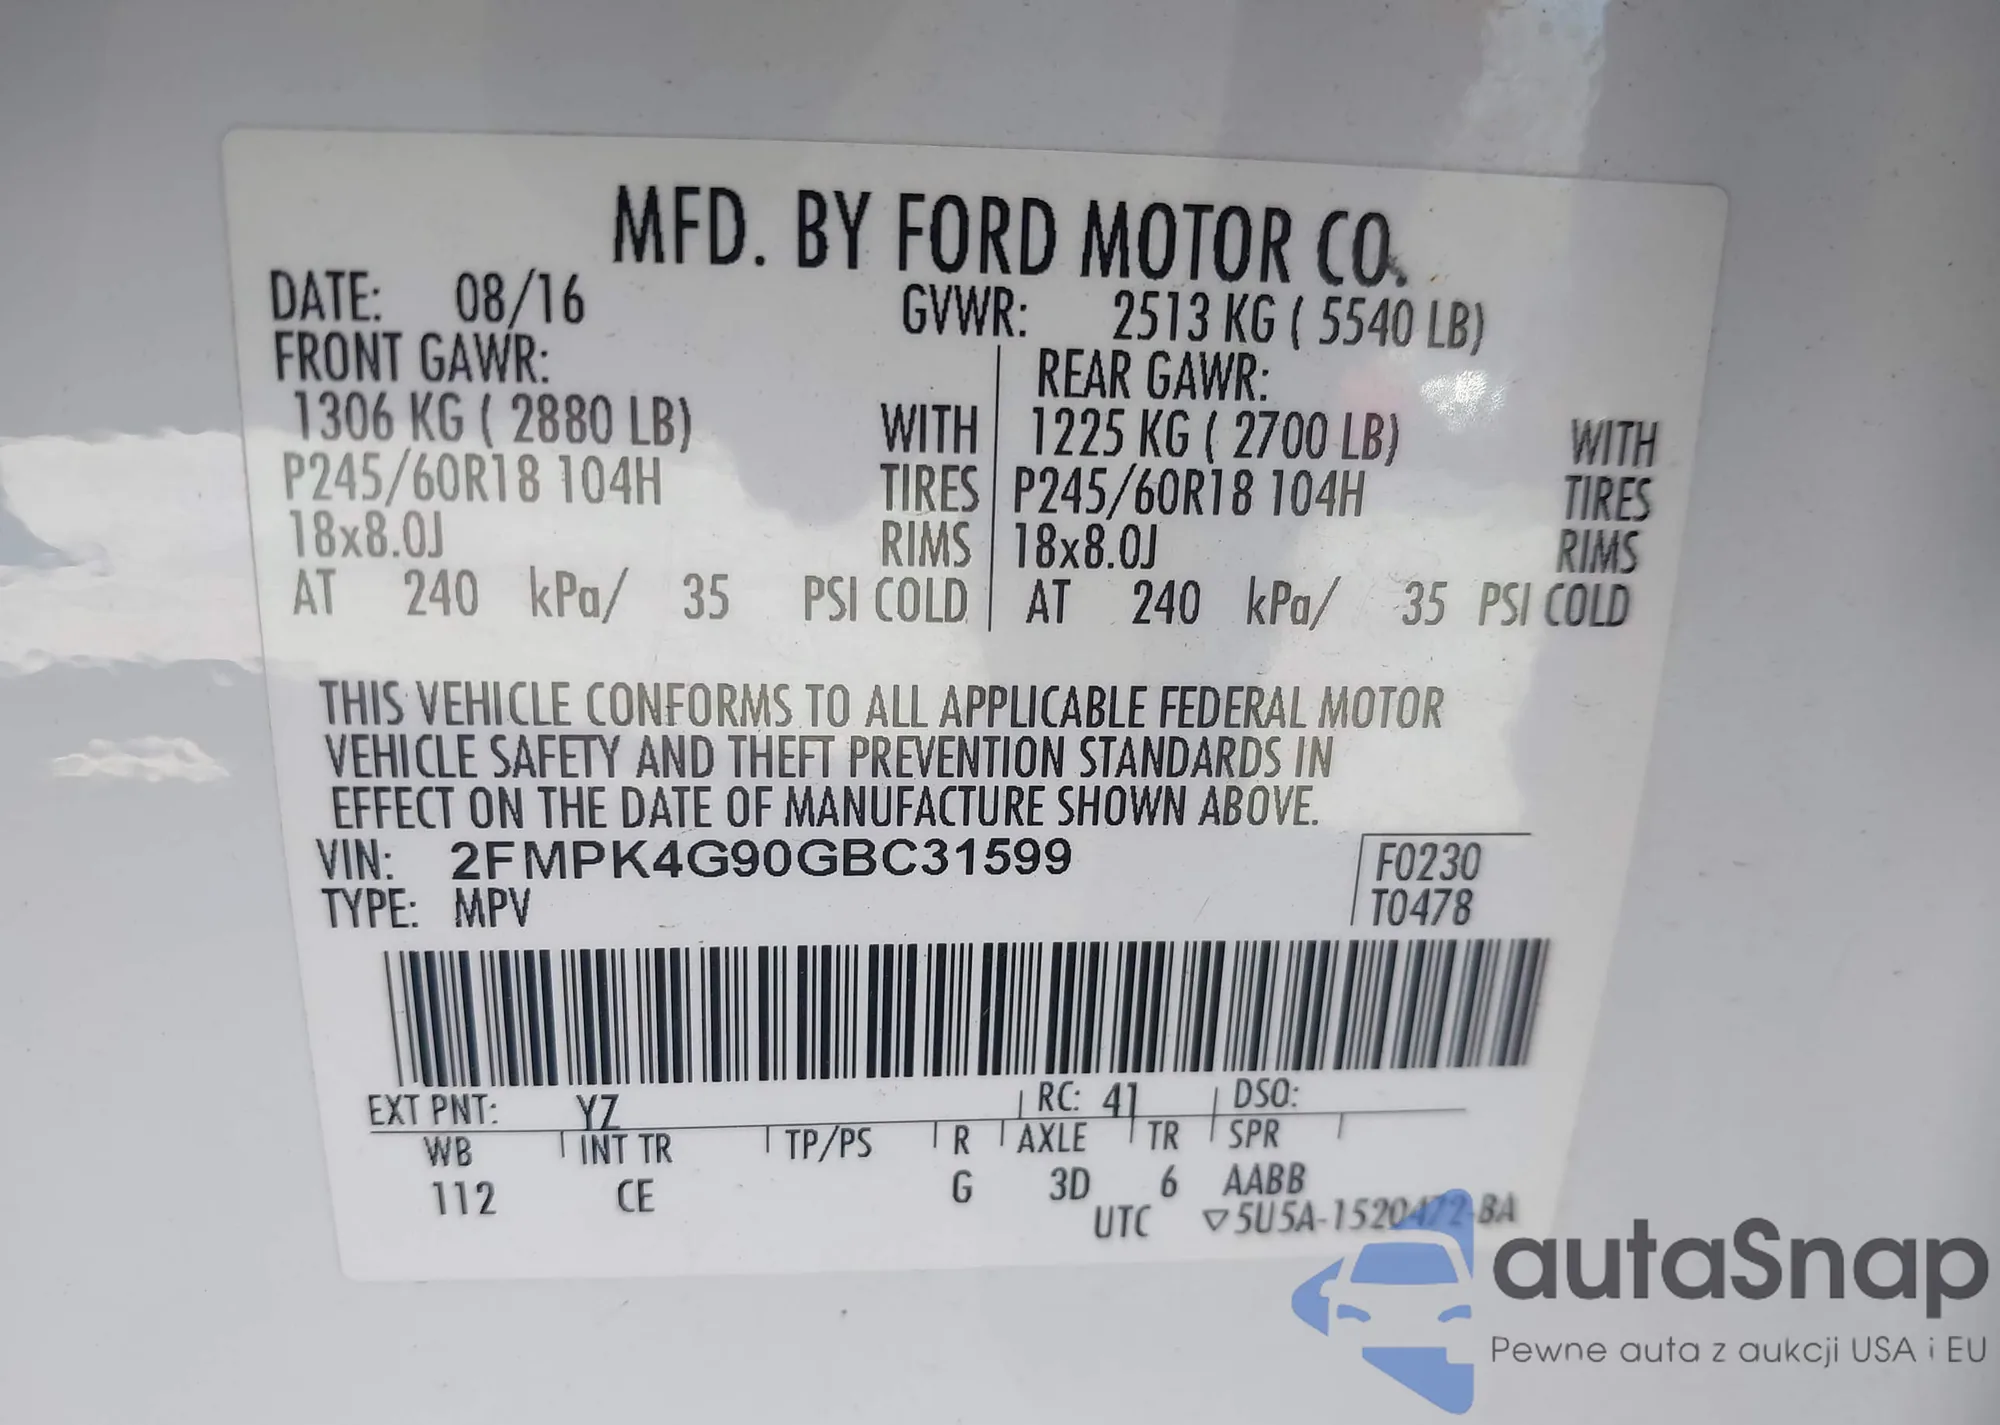 MFD. BY FORD MOTOR CO.
DATE: 08/16 GVWR: 2513 KG ( 5540 LB)
FRONT GAWR: REAR GAWR:
1306 KG ( 2880 LB) WITH 1225 KG ( 2700 LB) WITH
P245/60R18 104H TIRES P245/60R18 104H TIRES
18x8.0J RIMS 18x8.0J RIMS
AT 240 kPa/ 35 PSI COLD AT 240 kPa/ 35 PSI COLD
THIS VEHICLE CONFORMS TO ALL APPLICABLE FEDERAL MOTOR
VEHICLE SAFETY AND THEFT PREVENTION STANDARDS IN
EFFECT ON THE DATE OF MANUFACTURE SHOWN ABOVE.
VIN: 2FMPK4G90GBC31599 F0230
TYPE: MPV T0478
EXT PNT: YZ RC: 41 DSO:
WB INT TR TP/PS R AXLE TR SPR
112 CE G 3D 6 AABB
UTC ▽5U5A-1520472-BA
autaSnap
Pewne auta z aukcji USA i EU